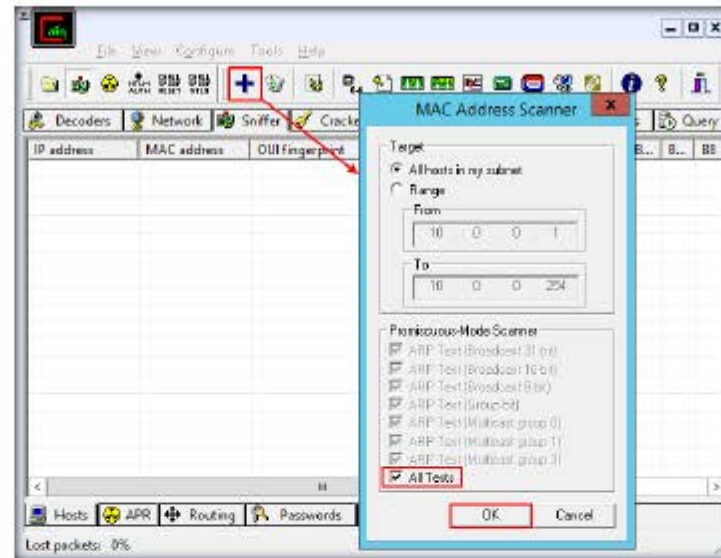 File View Configure Tools Help
Decoders Network Sniffer Cracke
Query
IP address MAC address OUI fingerprint
B... B... B8
MAC Address Scanner
Target
All hosts in my subnet
Range
From
10 0 0 1
To
10 0 0 254
Promiscuous-Mode Scanner
ARP Test (Broadcast 31-bit)
ARP Test (Broadcast 16-bit)
ARP Test (Broadcast 8-bit)
ARP Test (Group bit)
ARP Test (Multicast group 0)
ARP Test (Multicast group 1)
ARP Test (Multicast group 3)
All Tests
OK Cancel
Hosts APR Routing Passwords
Lost packets: 0%